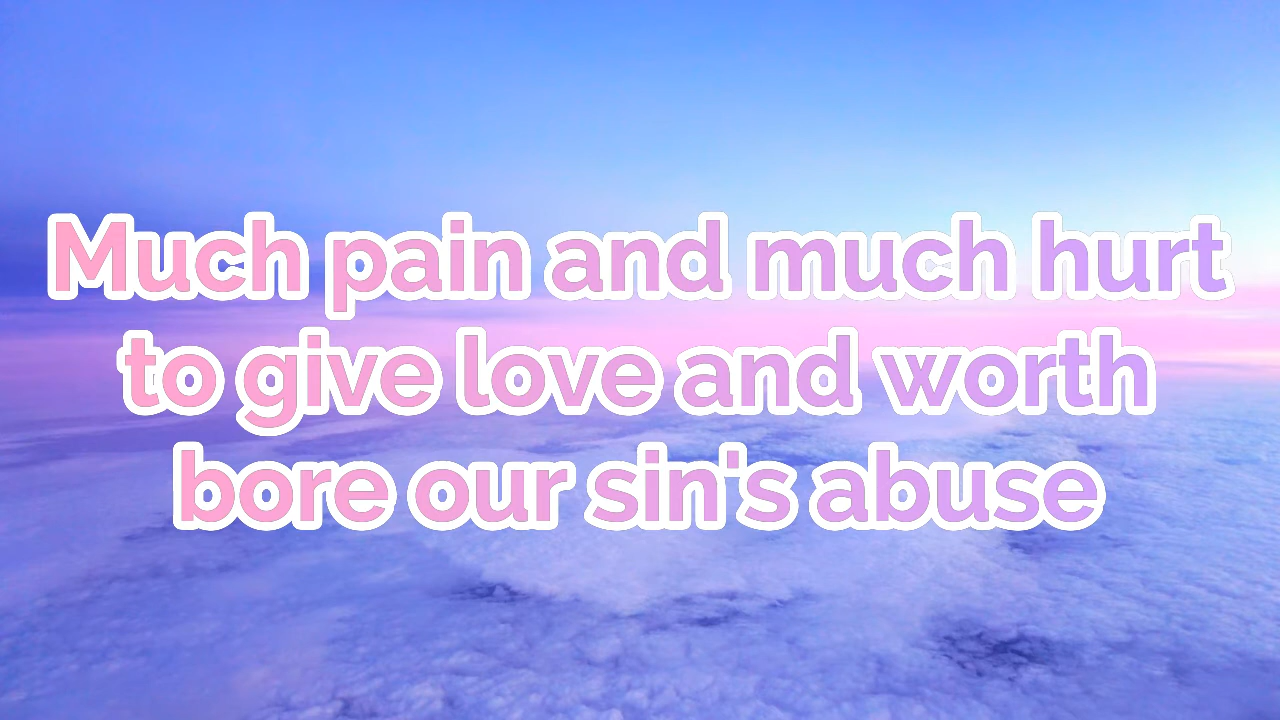 Much pain and much hurt
to give love and worth
bore our sin's abuse